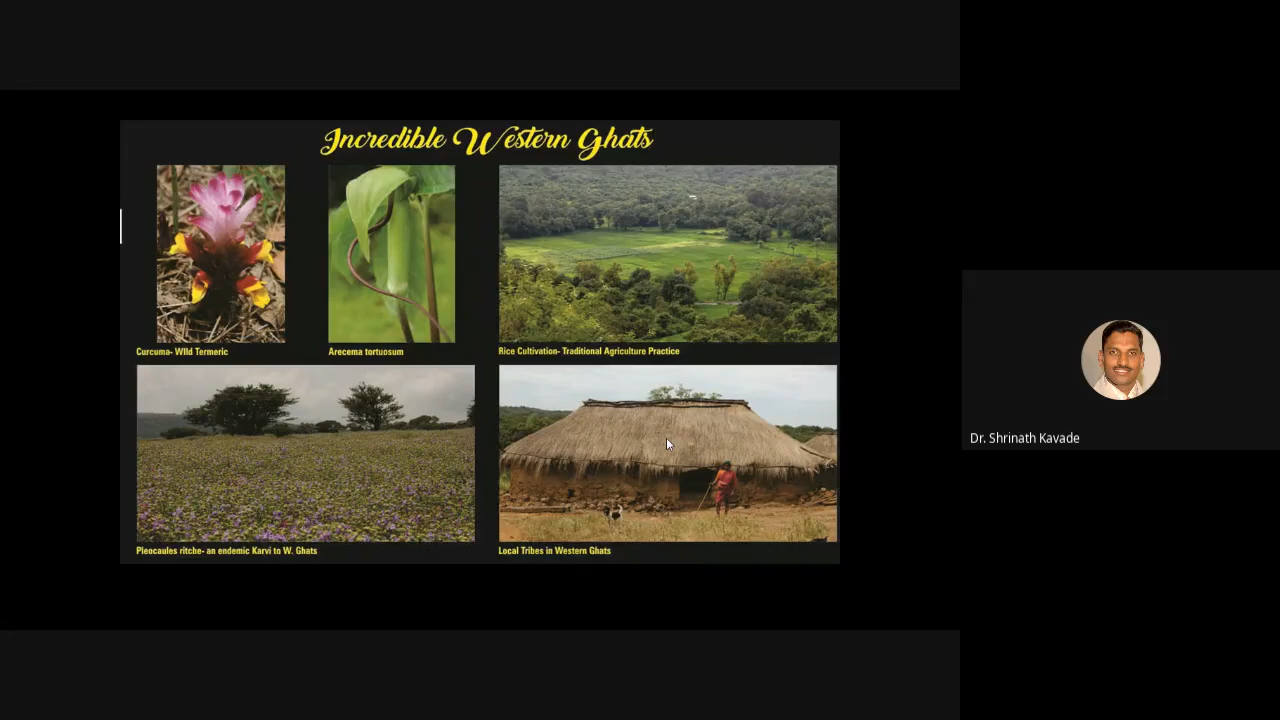 Incredible Western Ghats
Curcuma- WIld Termeric
Arecema tortuosum
Rice Cultivation- Traditional Agriculture Practice
Pleocaules ritche- an endemic Karvi to W. Ghats
Local Tribes in Western Ghats
Dr. Shrinath Kavade